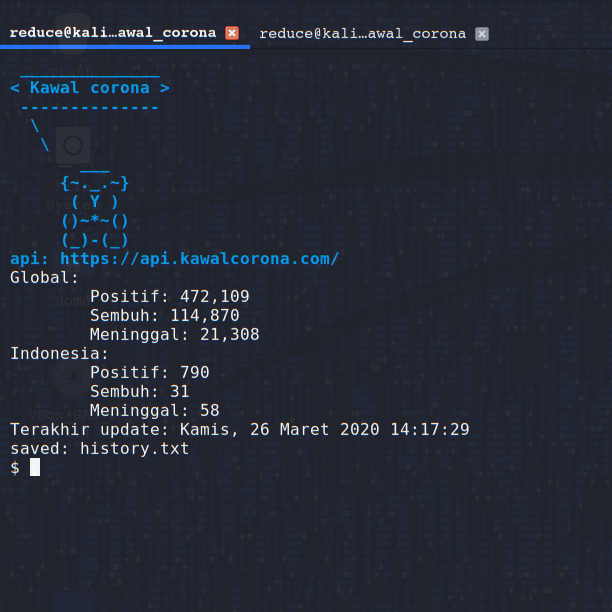 reduce@kali…awal_corona reduce@kali…awal_corona
______________
< Kawal corona >
--------------
\
\
___
{~._.~}
( Y )
()~*~()
(_)-(_)
api: https://api.kawalcorona.com/
Global:
Positif: 472,109
Sembuh: 114,870
Meninggal: 21,308
Indonesia:
Positif: 790
Sembuh: 31
Meninggal: 58
Terakhir update: Kamis, 26 Maret 2020 14:17:29
saved: history.txt
$